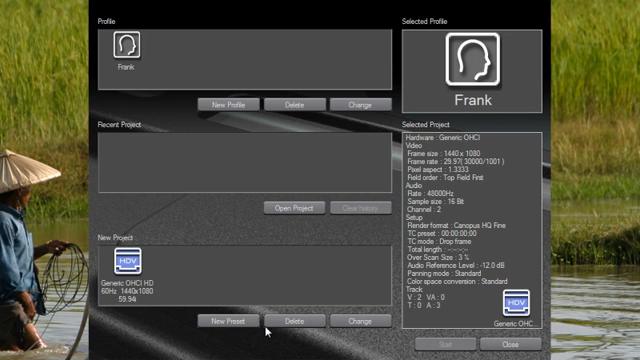 Profile
Frank
New Profile
Delete
Change
Recent Project
Open Project
Clear history
New Project
HDV
Generic OHCI HD
60Hz 1440x1080
59.94i
New Preset
Delete
Change
Selected Profile
Frank
Selected Project
Hardware : Generic OHCI
Video
Frame size : 1440 x 1080
Frame rate : 29.97( 30000/1001 )
Pixel aspect : 1.3333
Field order : Top Field First
Audio
Rate : 48000Hz
Sample size : 16 Bit
Channel : 2
Setup
Render format : Canopus HQ Fine
TC preset : 00:00:00:00
TC mode : Drop frame
Total length : --:--:--:--
Over Scan Size : 3 %
Audio Reference Level : -12.0 dB
Panning mode : Standard
Color space conversion : Standard
Track
V : 2 VA : 0
T : 0 A : 3
HDV
Generic OHC...
Start
Close